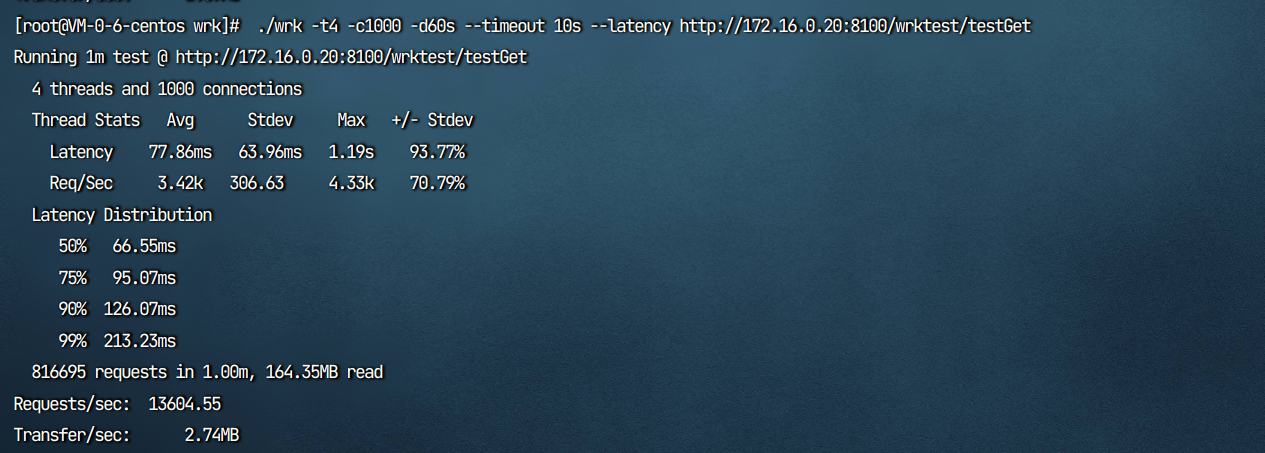 [root@VM-0-6-centos wrk]#  ./wrk -t4 -c1000 -d60s --timeout 10s --latency http://172.16.0.20:8100/wrktest/testGet
Running 1m test @ http://172.16.0.20:8100/wrktest/testGet
  4 threads and 1000 connections
  Thread Stats   Avg      Stdev     Max   +/- Stdev
    Latency    77.86ms   63.96ms   1.19s    93.77%
    Req/Sec     3.42k   306.63     4.33k    70.79%
  Latency Distribution
     50%   66.55ms
     75%   95.07ms
     90%  126.07ms
     99%  213.23ms
  816695 requests in 1.00m, 164.35MB read
Requests/sec:  13604.55
Transfer/sec:      2.74MB